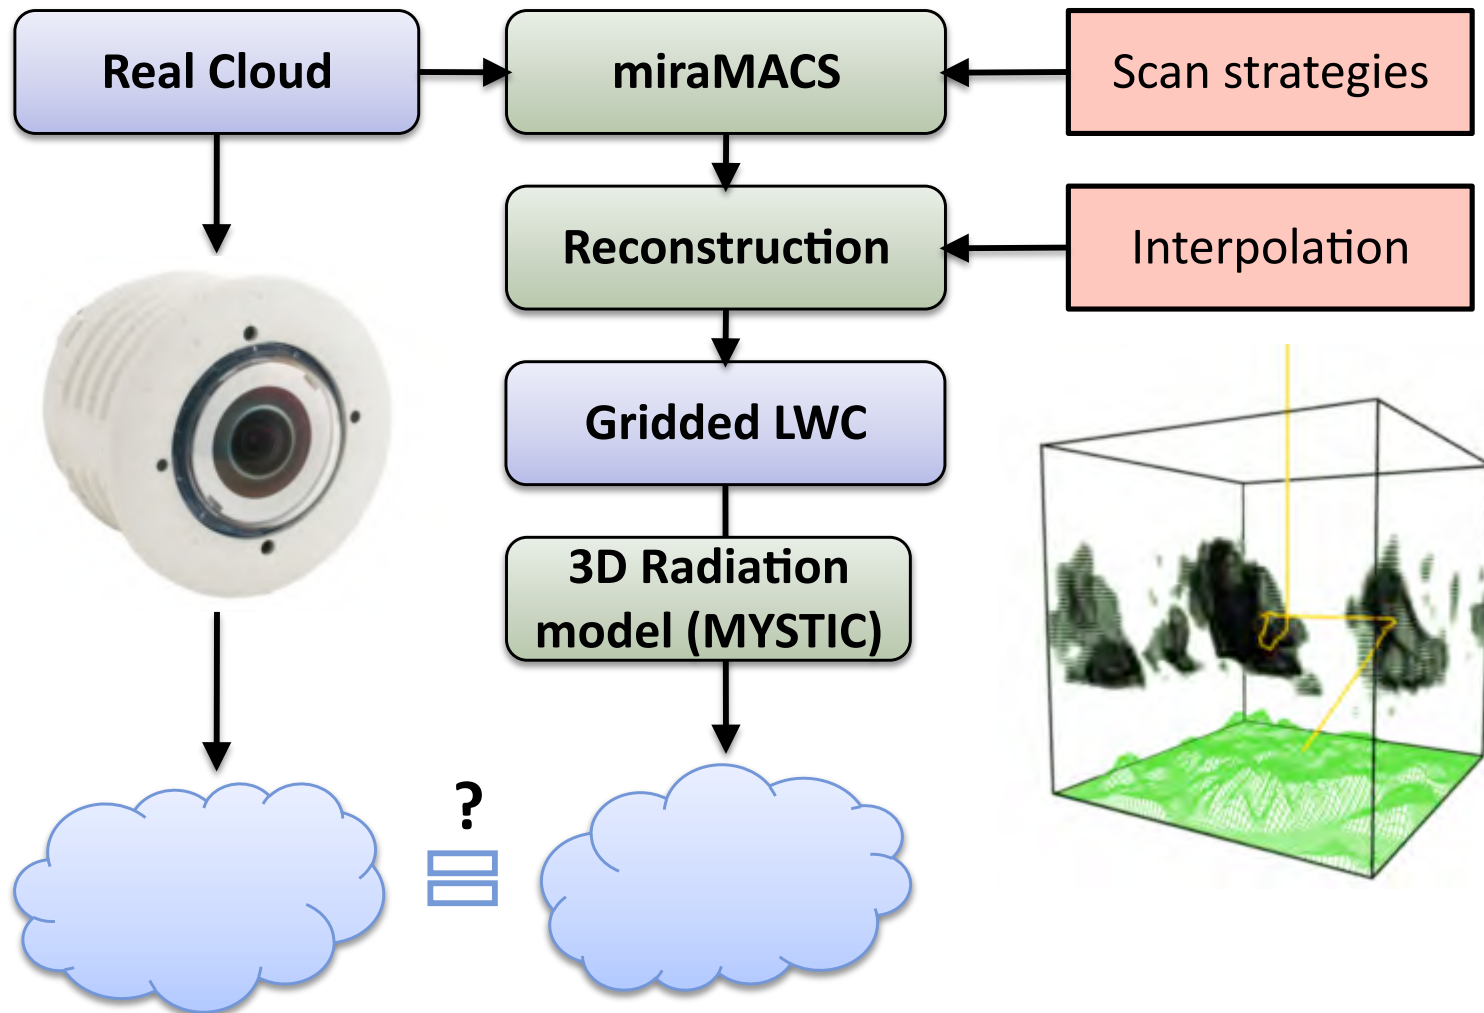 Real Cloud
miraMACS
Scan strategies
Reconstruction
Interpolation
Gridded LWC
3D Radiation
model (MYSTIC)
?